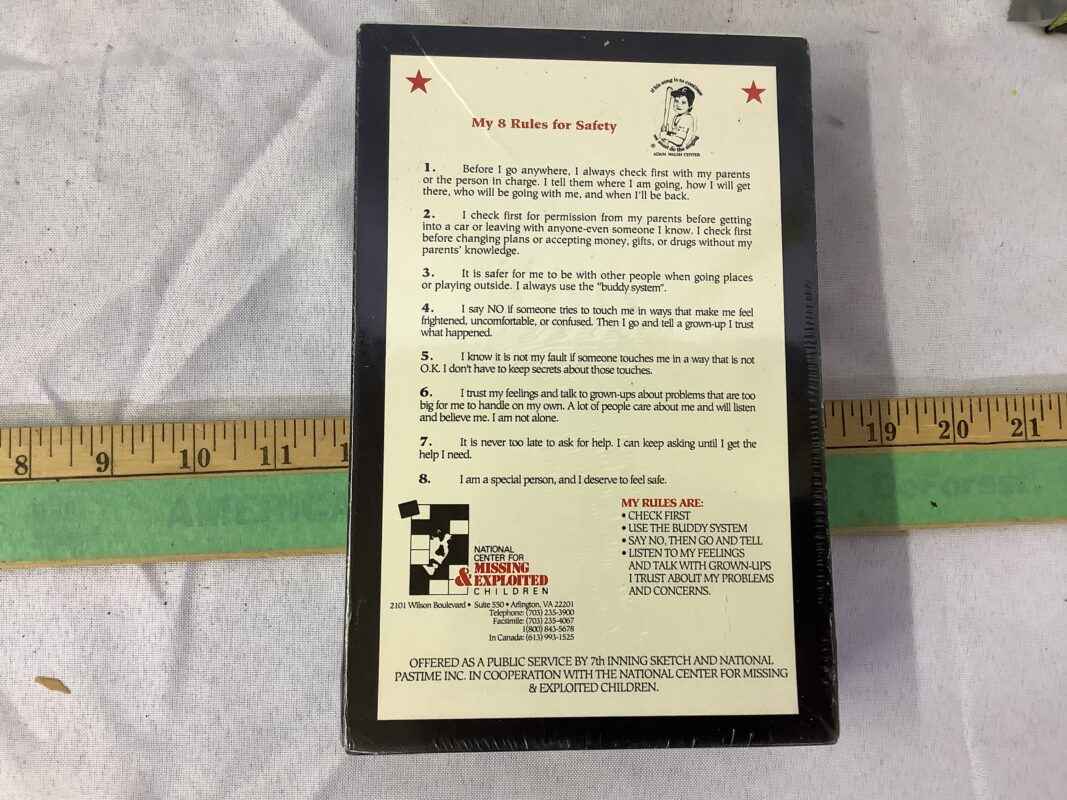 If his song is to continue
we must do the singing
© ADAM WALSH CENTER
My 8 Rules for Safety
1. Before I go anywhere, I always check first with my parents
or the person in charge. I tell them where I am going, how I will get
there, who will be going with me, and when I'll be back.
2. I check first for permission from my parents before getting
into a car or leaving with anyone-even someone I know. I check first
before changing plans or accepting money, gifts, or drugs without my
parents' knowledge.
3. It is safer for me to be with other people when going places
or playing outside. I always use the "buddy system".
4. I say NO if someone tries to touch me in ways that make me feel
frightened, uncomfortable, or confused. Then I go and tell a grown-up I trust
what happened.
5. I know it is not my fault if someone touches me in a way that is not
O.K. I don't have to keep secrets about those touches.
6. I trust my feelings and talk to grown-ups about problems that are too
big for me to handle on my own. A lot of people care about me and will listen
and believe me. I am not alone.
7. It is never too late to ask for help. I can keep asking until I get the
help I need.
8. I am a special person, and I deserve to feel safe.
NATIONAL
CENTER FOR
MISSING
& EXPLOITED
CHILDREN
2101 Wilson Boulevard • Suite 550 • Arlington, VA 22201
Telephone: (703) 235-3900
Facsimile: (703) 235-4067
1(800) 843-5678
In Canada: (613) 993-1525
MY RULES ARE:
• CHECK FIRST
• USE THE BUDDY SYSTEM
• SAY NO, THEN GO AND TELL
• LISTEN TO MY FEELINGS
AND TALK WITH GROWN-UPS
I TRUST ABOUT MY PROBLEMS
AND CONCERNS.
OFFERED AS A PUBLIC SERVICE BY 7th INNING SKETCH AND NATIONAL
PASTIME INC. IN COOPERATION WITH THE NATIONAL CENTER FOR MISSING
& EXPLOITED CHILDREN.
8 9 10 11 19 20 21